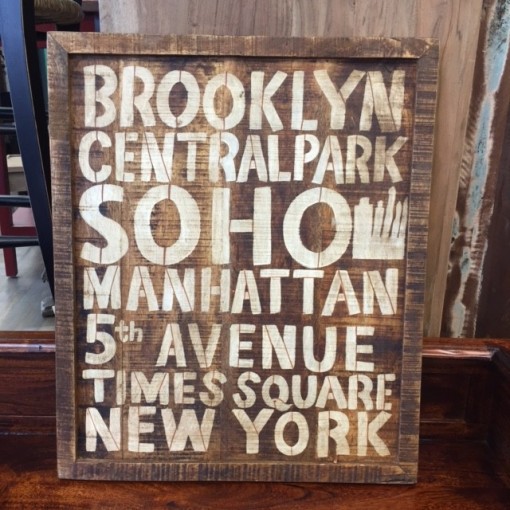 BROOKLYN
CENTRALPARK
SOHO
MANHATTAN
5th AVENUE
TIMES SQUARE
NEW YORK